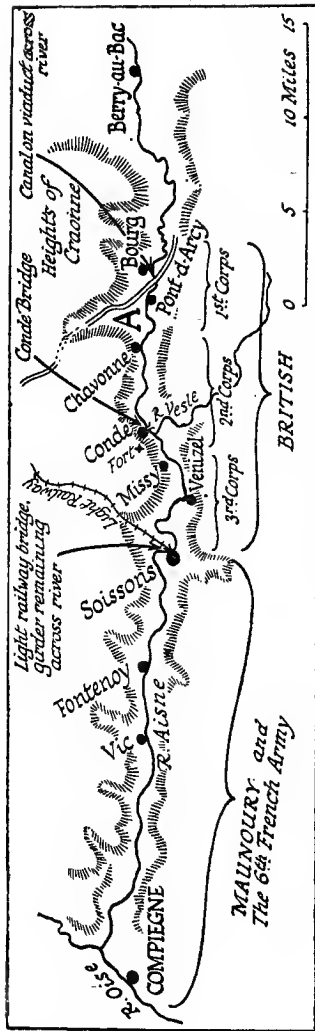 R. Oise
COMPIEGNE
Vic
R. Aisne
Fontenoy
Soissons
Light railway bridge,
girder remaining
across river
Light Railway
Missy
Venizel
Fort
Conde
R. Vesle
Conde Bridge
Chavonne
A
Pont-d-Arcy
Bourg
Heights of
Craonne
Canal on viaduct across
river
Berry-au-Bac
MAUNOURY and
The 6th French Army
3rd Corps
2nd Corps
1st Corps
BRITISH
0 5 10 Miles 15